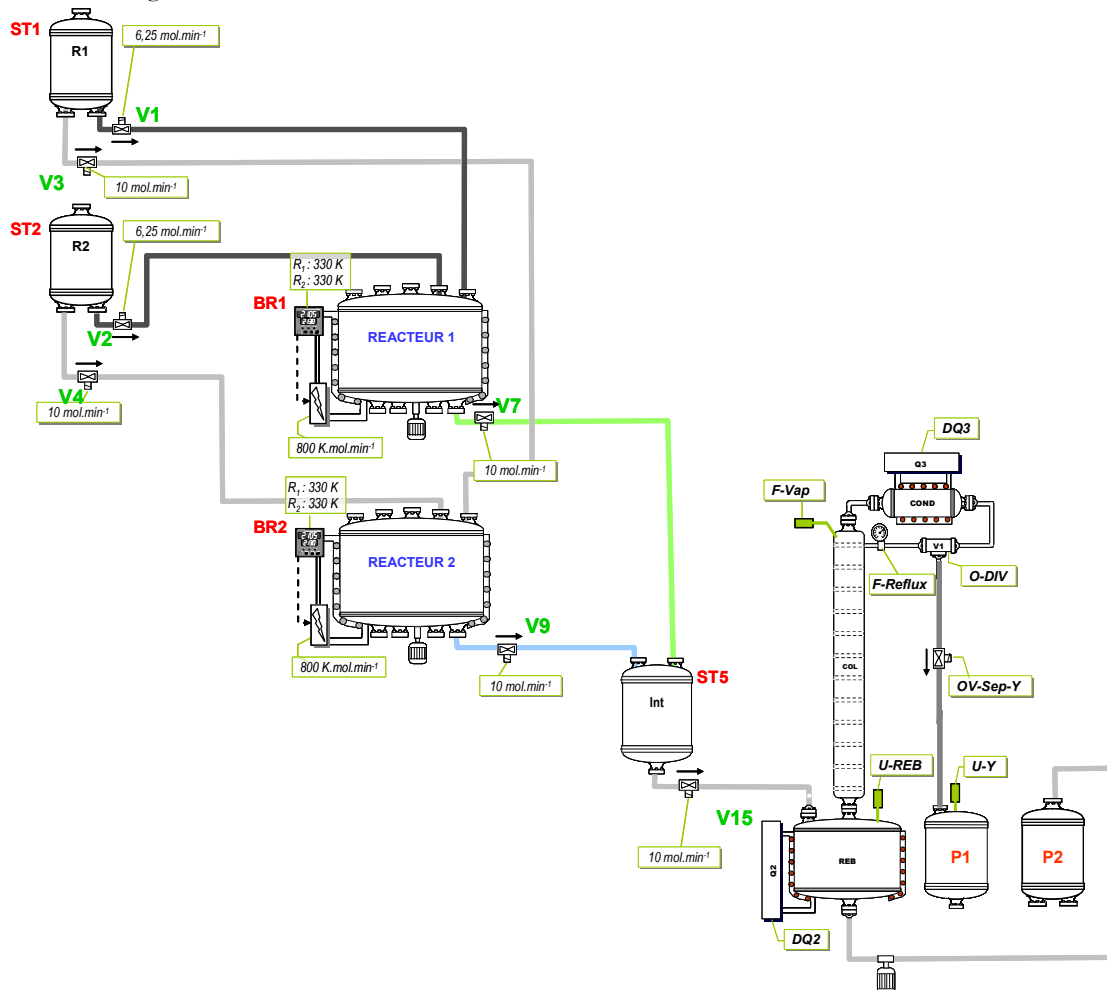 ST1
R1
6,25 mol.min-1
V1
V3
10 mol.min-1
ST2
R2
6,25 mol.min-1
V2
V4
10 mol.min-1
R1 : 330 K
R2 : 330 K
BR1
REACTEUR 1
800 K.mol.min-1
V7
10 mol.min-1
R1 : 330 K
R2 : 330 K
BR2
REACTEUR 2
800 K.mol.min-1
V9
10 mol.min-1
ST5
Int
V15
10 mol.min-1
DQ3
Q3
COND
F-Vap
V1
F-Reflux
O-DIV
COL
OV-Sep-Y
U-REB
U-Y
Q2
REB
P1
P2
DQ2